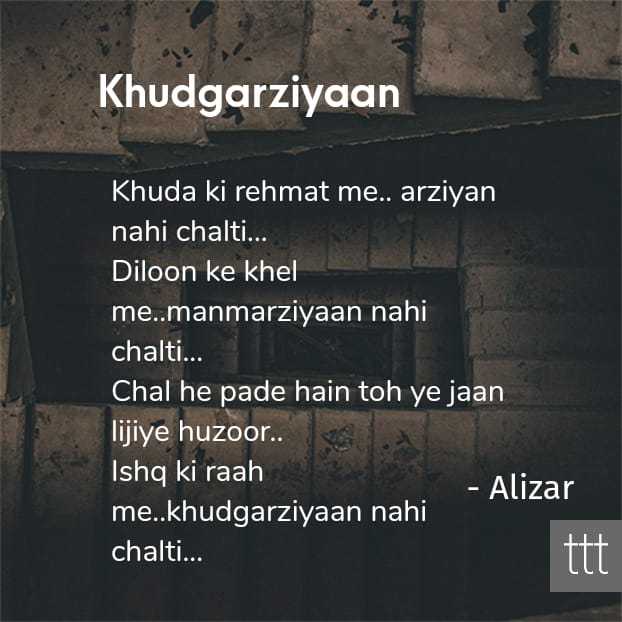 Khudgarziyaan
Khuda ki rehmat me.. arziyan
nahi chalti...
Diloon ke khel
me..manmarziyaan nahi
chalti...
Chal he pade hain toh ye jaan
lijiye huzoor..
Ishq ki raah
me..khudgarziyaan nahi
chalti...
- Alizar
ttt